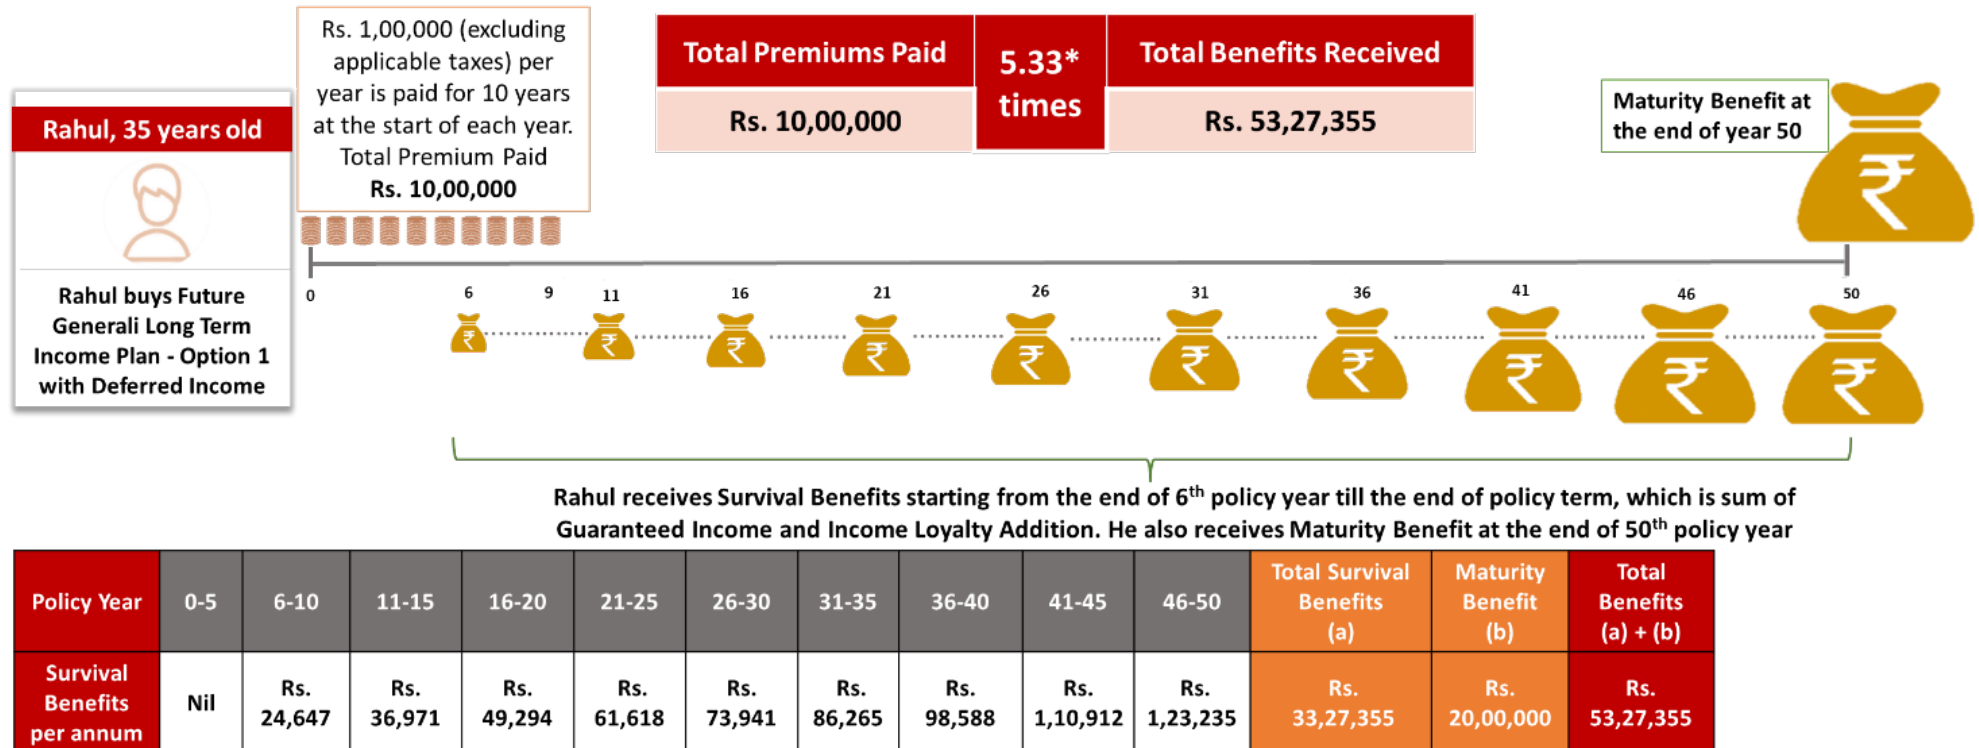 Rahul, 35 years old
Rahul buys Future
Generali Long Term
Income Plan - Option 1
with Deferred Income
Rs. 1,00,000 (excluding
applicable taxes) per
year is paid for 10 years
at the start of each year.
Total Premium Paid
Rs. 10,00,000
Total Premiums Paid
5.33*
times
Total Benefits Received
Rs. 10,00,000
Rs. 53,27,355
Maturity Benefit at
the end of year 50
₹
0 6 9 11 16 21 26 31 36 41 46 50
₹ ₹ ₹ ₹ ₹ ₹ ₹ ₹ ₹ ₹
Rahul receives Survival Benefits starting from the end of 6th policy year till the end of policy term, which is sum of
Guaranteed Income and Income Loyalty Addition. He also receives Maturity Benefit at the end of 50th policy year
Policy Year 0-5 6-10 11-15 16-20 21-25 26-30 31-35 36-40 41-45 46-50
Total Survival
Benefits
(a)
Maturity
Benefit
(b)
Total
Benefits
(a) + (b)
Survival
Benefits
per annum
Nil
Rs.
24,647
Rs.
36,971
Rs.
49,294
Rs.
61,618
Rs.
73,941
Rs.
86,265
Rs.
98,588
Rs.
1,10,912
Rs.
1,23,235
Rs.
33,27,355
Rs.
20,00,000
Rs.
53,27,355